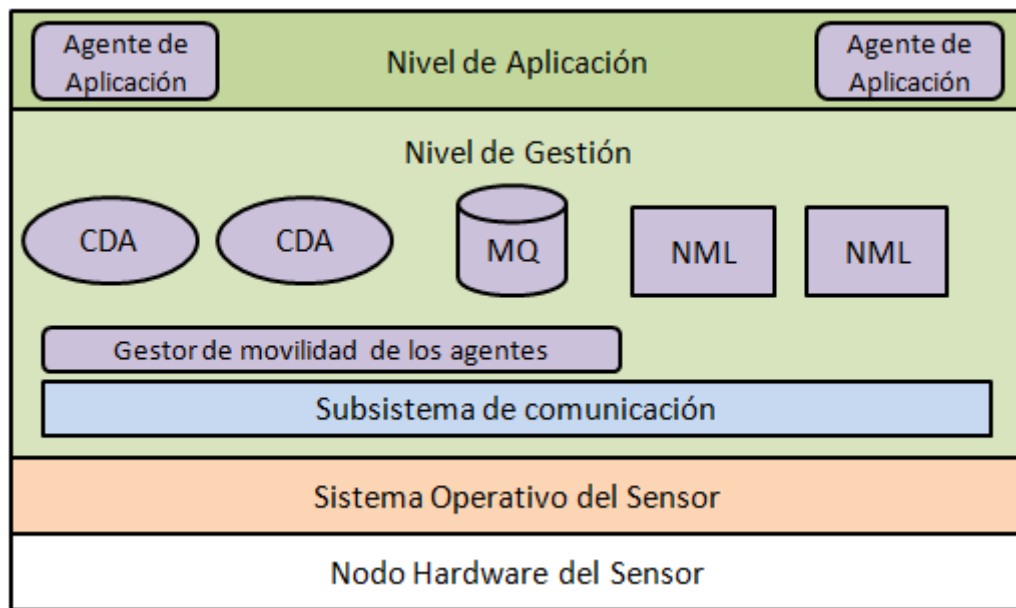 Agente de
Aplicación
Nivel de Aplicación
Agente de
Aplicación
Nivel de Gestión
CDA
CDA
MQ
NML
NML
Gestor de movilidad de los agentes
Subsistema de comunicación
Sistema Operativo del Sensor
Nodo Hardware del Sensor